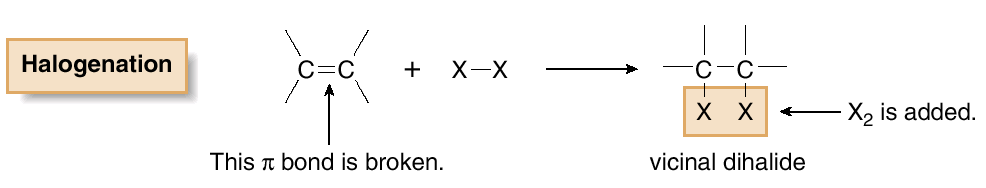 Halogenation
C=C + X—X → —C—C—
X X
X₂ is added.
This π bond is broken.
vicinal dihalide